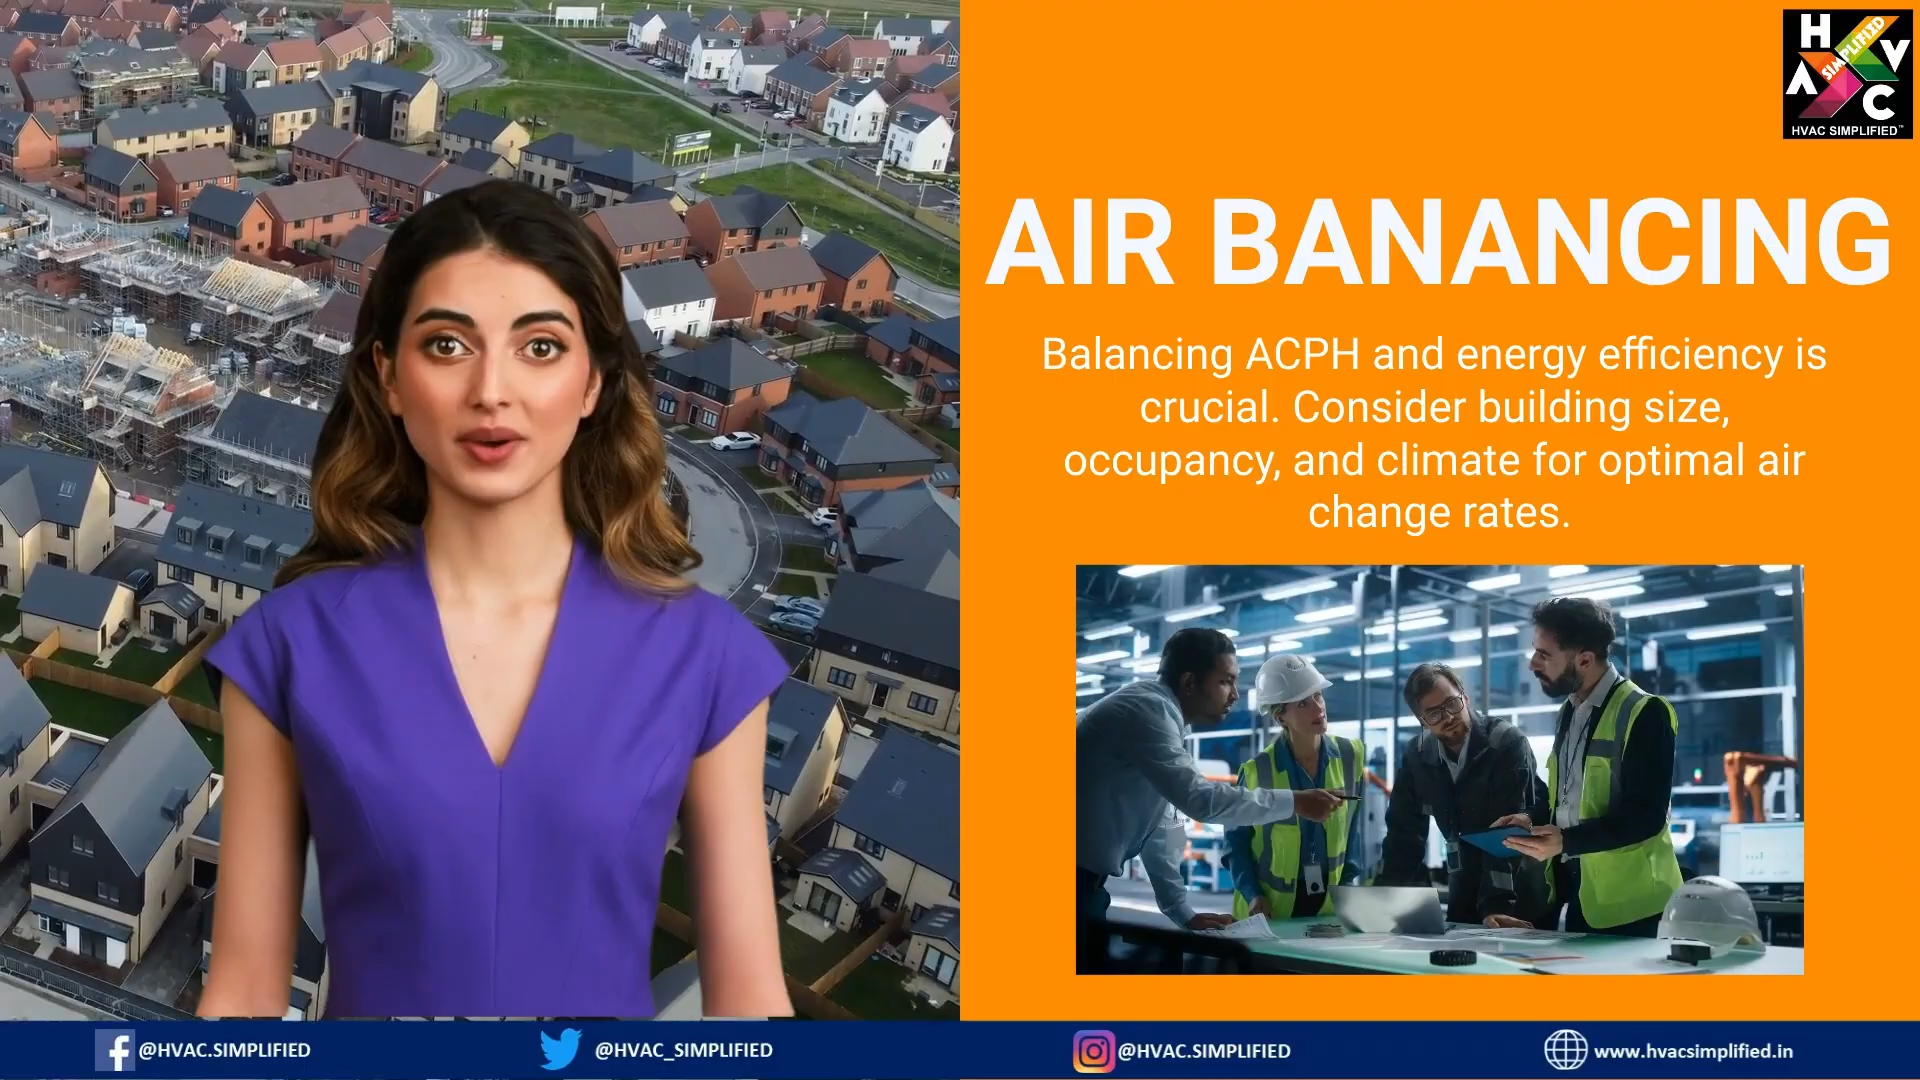 H
SIMPLIFIED
V
A
C
HVAC SIMPLIFIED™
AIR BANANCING
Balancing ACPH and energy efficiency is
crucial. Consider building size,
occupancy, and climate for optimal air
change rates.
@HVAC.SIMPLIFIED
@HVAC_SIMPLIFIED
@HVAC.SIMPLIFIED
www.hvacsimplified.in